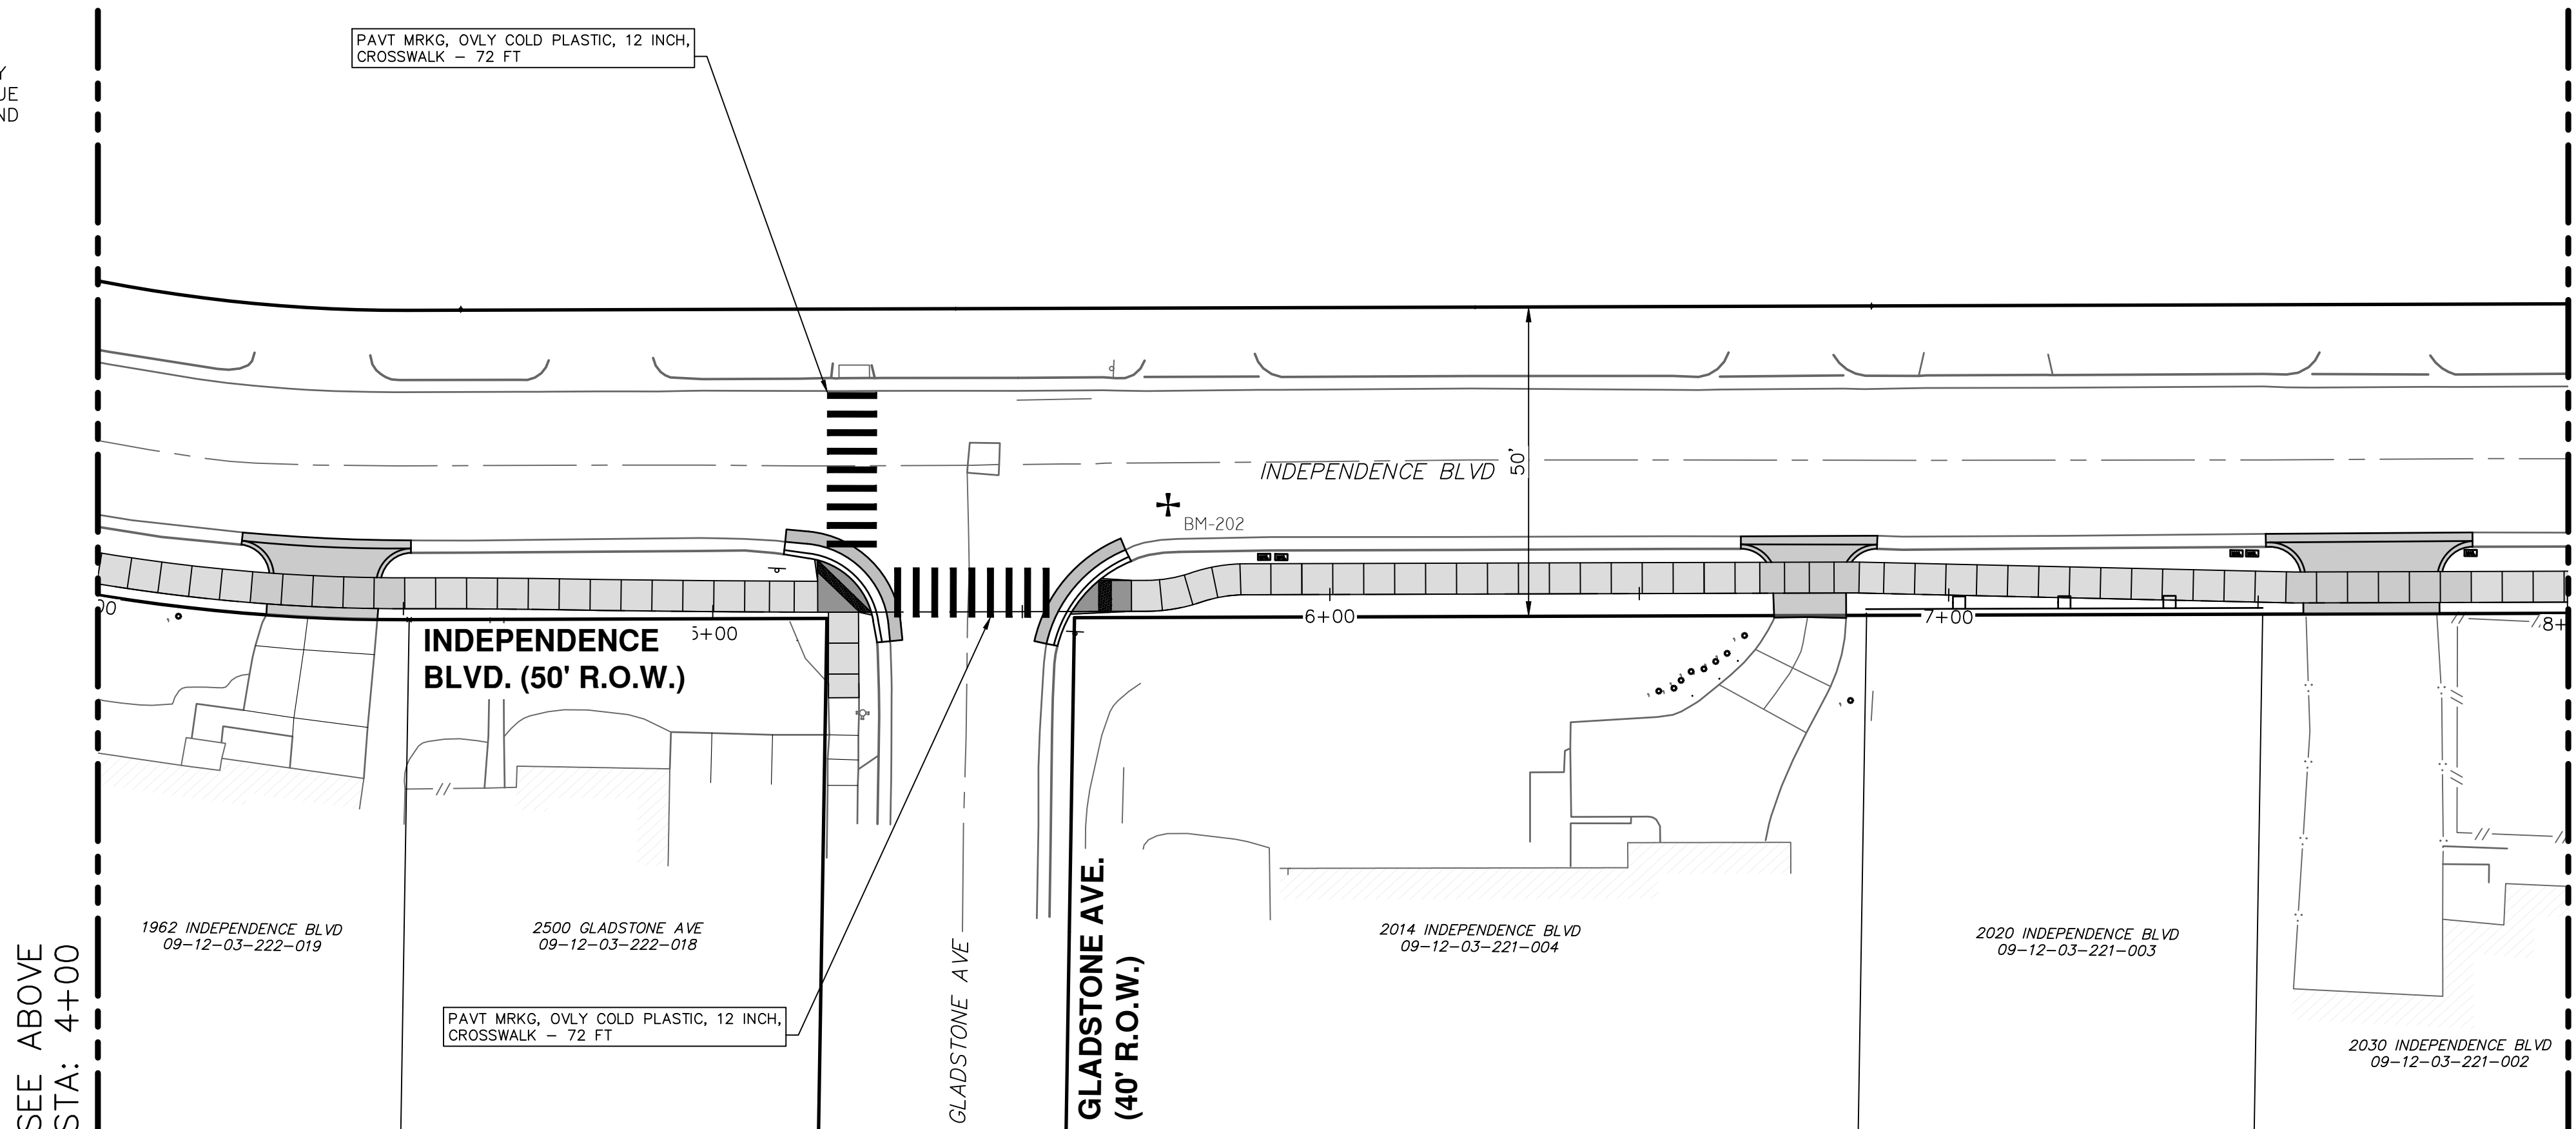 PAVT MRKG, OVLY COLD PLASTIC, 12 INCH,
CROSSWALK – 72 FT
ND
INDEPENDENCE BLVD
50'
BM-202
5+00
6+00
7+00
8+
INDEPENDENCE
BLVD. (50' R.O.W.)
1962 INDEPENDENCE BLVD
09-12-03-222-019
2500 GLADSTONE AVE
09-12-03-222-018
2014 INDEPENDENCE BLVD
09-12-03-221-004
2020 INDEPENDENCE BLVD
09-12-03-221-003
2030 INDEPENDENCE BLVD
09-12-03-221-002
PAVT MRKG, OVLY COLD PLASTIC, 12 INCH,
CROSSWALK – 72 FT
GLADSTONE AVE
GLADSTONE AVE.
(40' R.O.W.)
SEE ABOVE
STA: 4+00